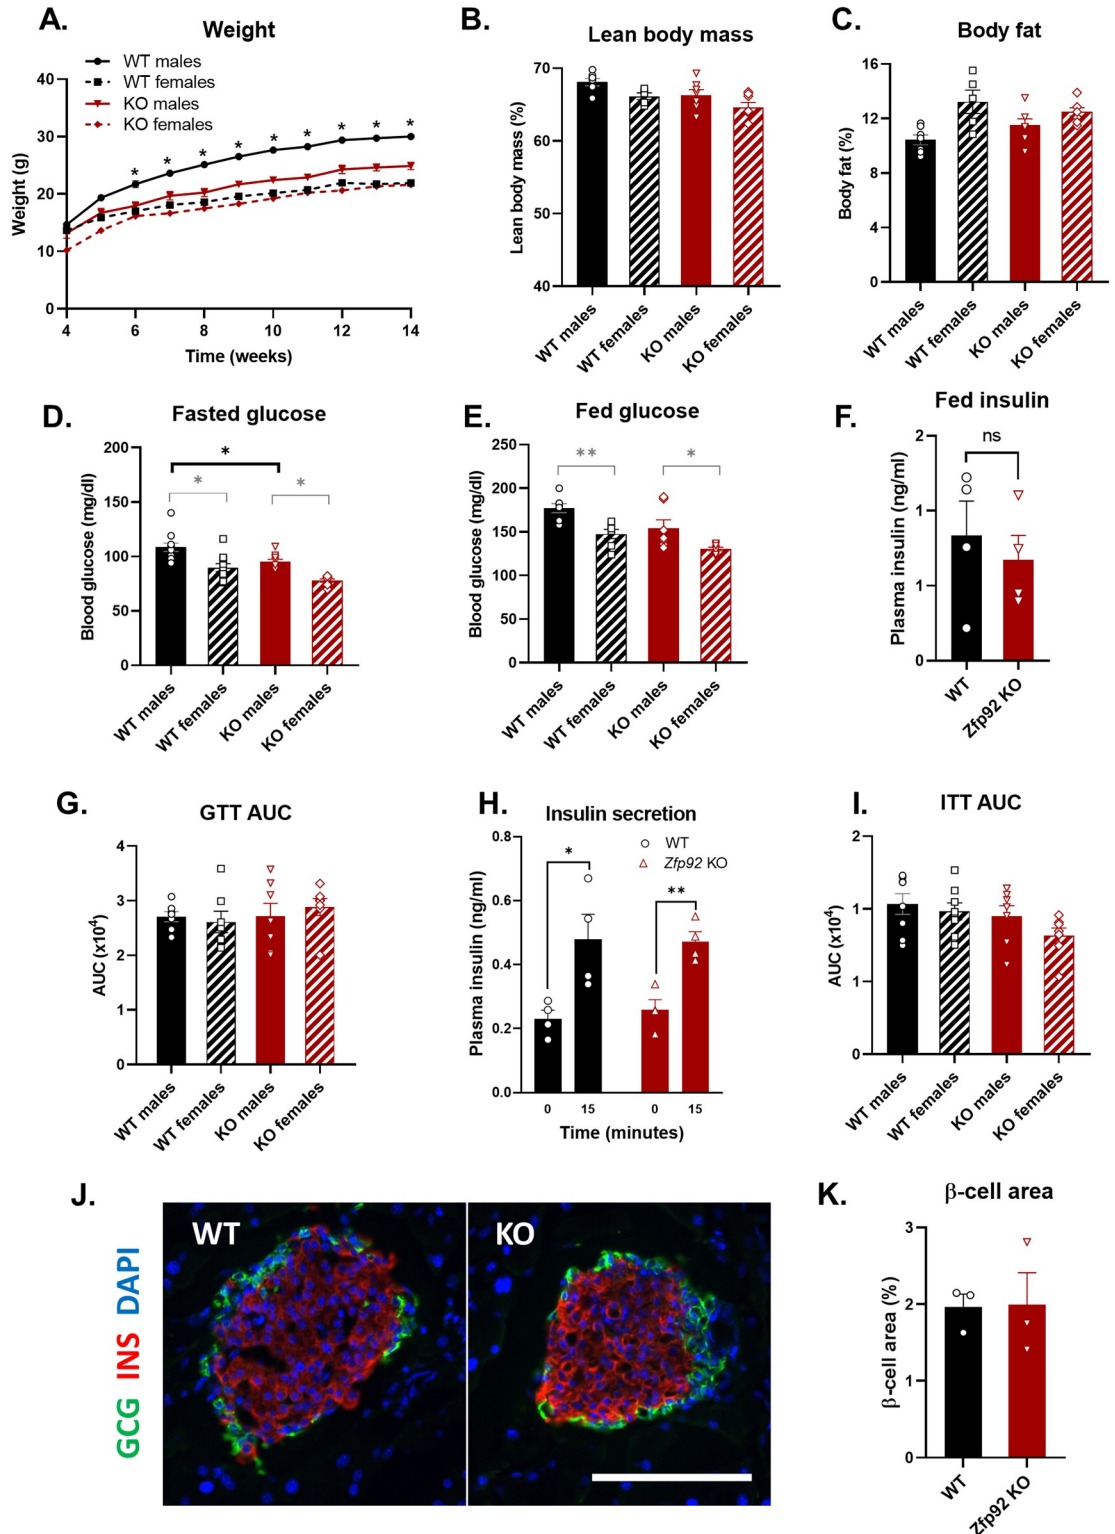 A.
Weight
WT males
WT females
KO males
KO females
Weight (g)
40
30
20
10
0
* * * * * * * * *
4 6 8 10 12 14
Time (weeks)
B.
Lean body mass
Lean body mass (%)
70
60
50
40
WT males
WT females
KO males
KO females
C.
Body fat
Body fat (%)
16
12
8
4
0
WT males
WT females
KO males
KO females
D.
Fasted glucose
Blood glucose (mg/dl)
200
150
100
50
0
*
*
*
WT males
WT females
KO males
KO females
E.
Fed glucose
Blood glucose (mg/dl)
250
200
150
100
50
0
**
*
WT males
WT females
KO males
KO females
F.
Fed insulin
Plasma insulin (ng/ml)
2
1
1
0
ns
WT
Zfp92 KO
G.
GTT AUC
AUC (x10⁴)
4
3
2
1
0
WT males
WT females
KO males
KO females
H.
Insulin secretion
WT
Zfp92 KO
Plasma insulin (ng/ml)
0.8
0.6
0.4
0.2
0.0
*
**
0 15 0 15
Time (minutes)
I.
ITT AUC
AUC (x10⁴)
2
1
1
0
WT males
WT females
KO males
KO females
J.
GCG INS DAPI
WT
KO
K.
β-cell area
β-cell area (%)
3
2
1
0
WT
Zfp92 KO